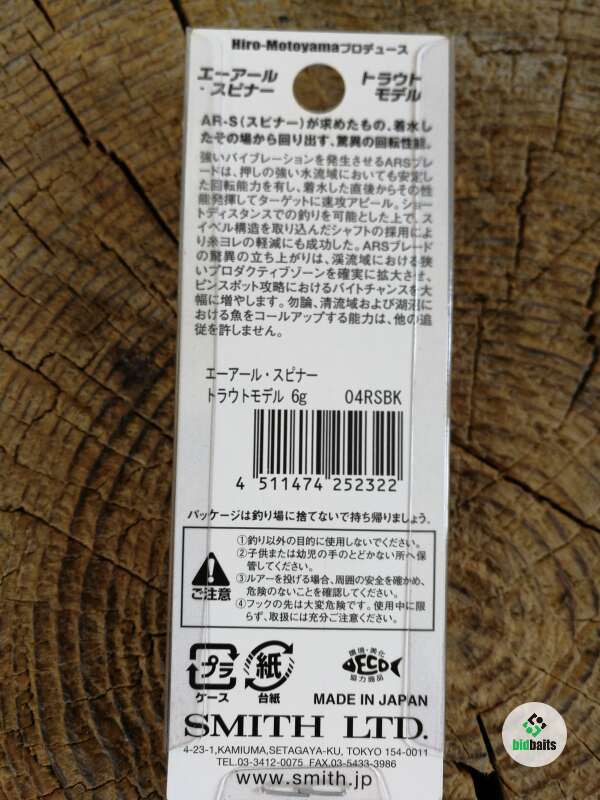 Hiro-Motoyamaプロデュース
エーアール トラウト
・スピナー モデル
AR-S(スピナー)が求めたもの、着水し
たその場から回り出す、驚異の回転性能。
強いバイブレーションを発生させるARSブレ
ードは、押しの強い水流域においても安定し
た回転能力を有し、着水した直後からその性
能発揮してターゲットに速攻アピール。ショー
トディスタンスでの釣りを可能とした上で、ス
イベル構造を取り込んだシャフトの採用によ
り糸ヨレの軽減にも成功した。ARSブレード
の驚異の立ち上がりは、渓流域における狭
いプロダクティブゾーンを確実に拡大させ、
ピンスポット攻略におけるバイトチャンスを大
幅に増やします。勿論、清流域および湖沼に
おける魚をコールアップする能力は、他の追
従を許しません。
エーアール・スピナー
トラウトモデル 6g 04RSBK
4 511474 252322
パッケージは釣り場に捨てないで持ち帰りましょう。
ご注意
①釣り以外の目的に使用しないでください。
②子供または幼児の手のとどかない所へ保
管してください。
③ルアーを投げる場合、周囲の安全を確かめ、
危険のないことを確認してください。
④フックの先は大変危険です。使用中に限
らず、取扱には充分ご注意ください。
プラ
ケース
紙
台紙
環境・美化
ECO
協力商品
MADE IN JAPAN
SMITH LTD.
4-23-1,KAMIUMA,SETAGAYA-KU, TOKYO 154-0011
TEL.03-3412-0075 FAX.03-5433-3986
www.smith.jp
bidbaits